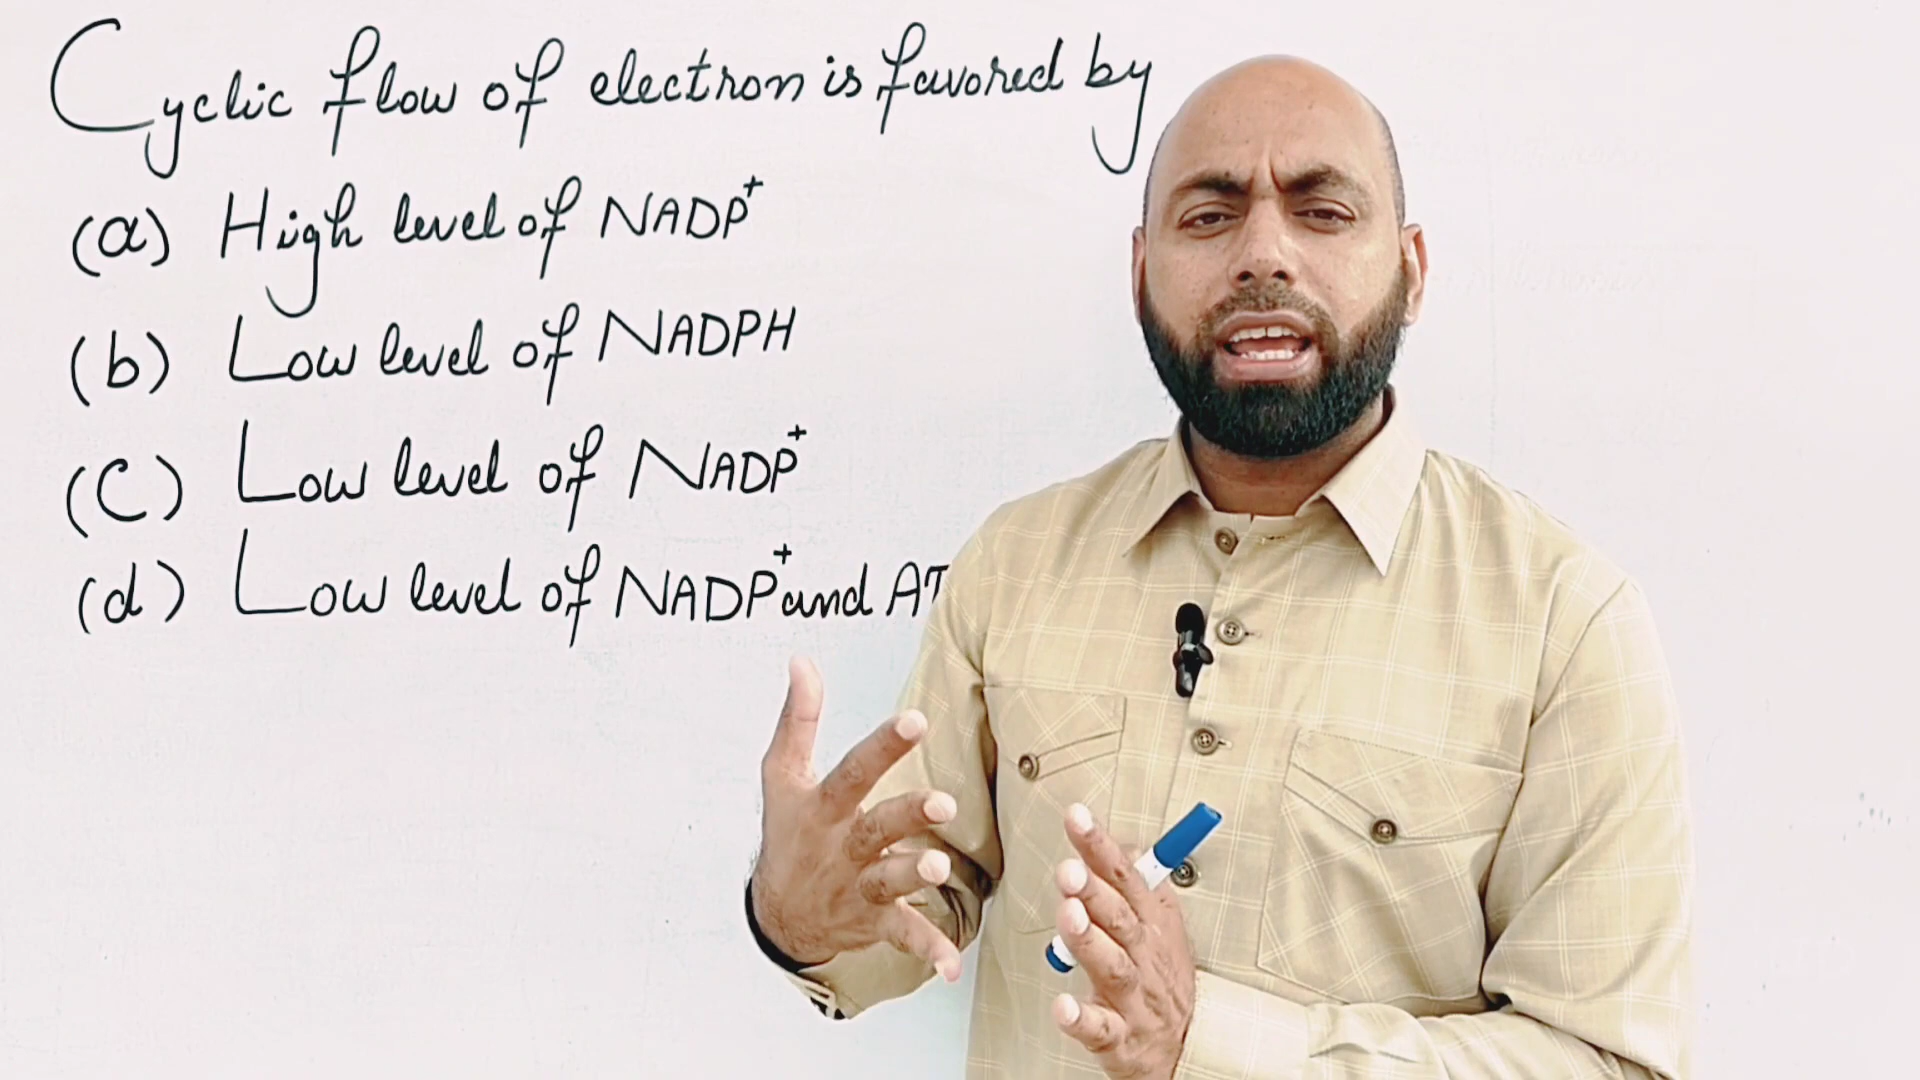 Cyclic flow of electron is favored by
(a) High level of NADP⁺
(b) Low level of NADPH
(C) Low level of NADP⁺
(d) Low level of NADP⁺ and AT